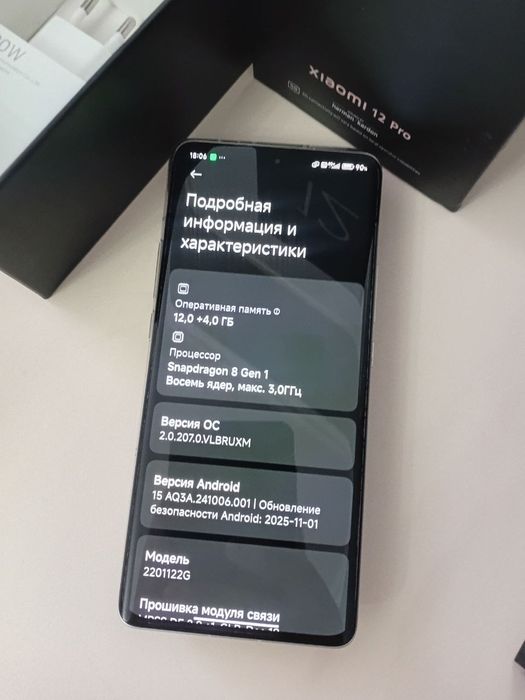 XIAOMI 12 Pro
harman kardon
18:06
90%
Подробная
информация и
характеристики
Оперативная память
12,0 +4,0 ГБ
Процессор
Snapdragon 8 Gen 1
Восемь ядер, макс. 3,0ГГц
Версия ОС
2.0.207.0.VLBRUXM
Версия Android
15 AQ3A.241006.001 | Обновление
безопасности Android: 2025-11-01
Модель
2201122G
Прошивка модуля связи